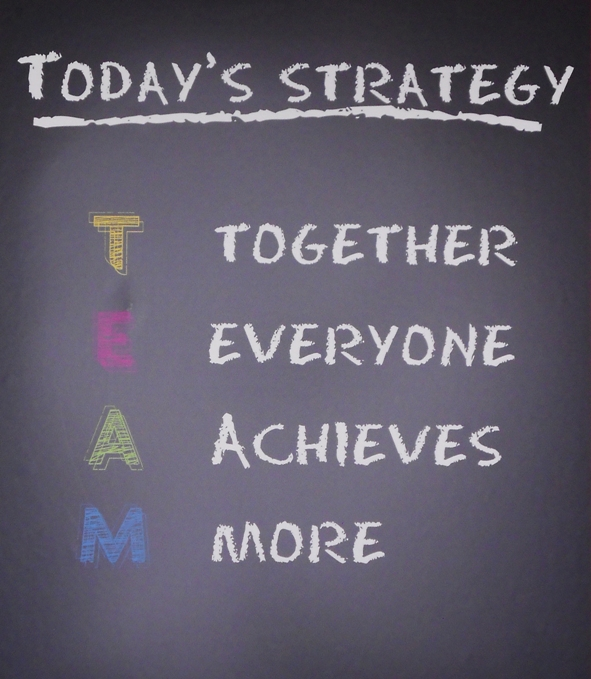 TODAY'S STRATEGY
T TOGETHER
E EVERYONE
A ACHIEVES
M MORE